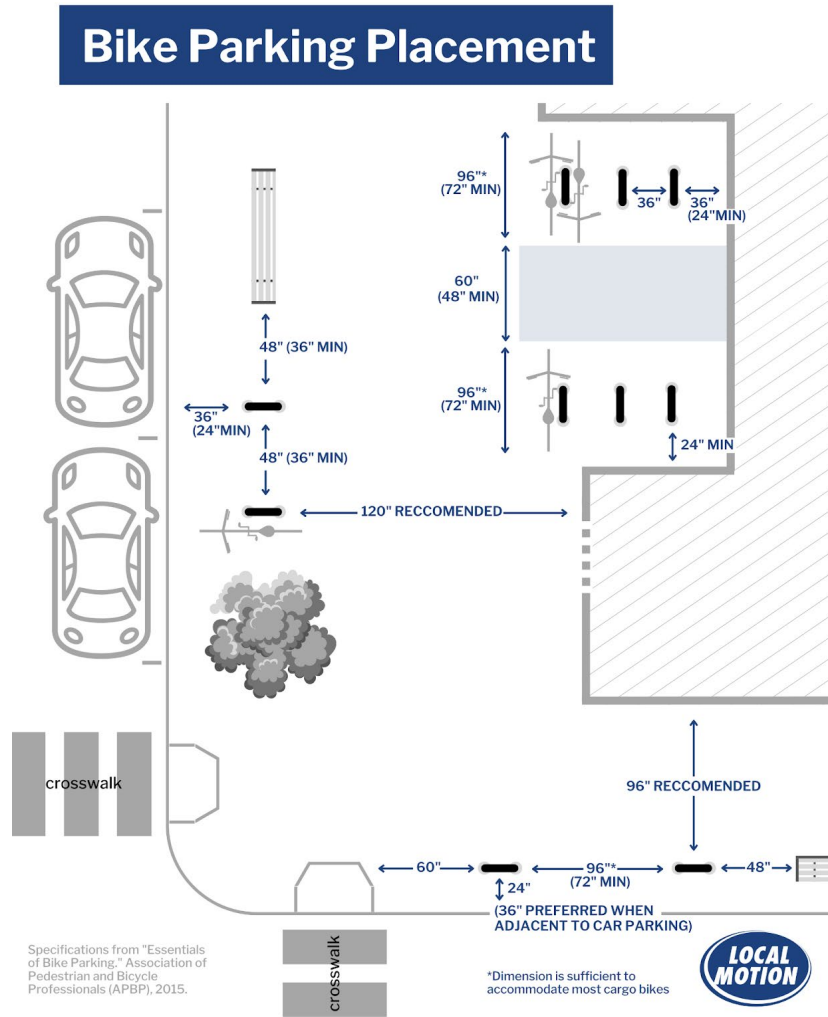 Bike Parking Placement
96"*
(72" MIN)
36"
36"
(24"MIN)
60"
(48" MIN)
48" (36" MIN)
96"*
(72" MIN)
36"
(24"MIN)
24" MIN
48" (36" MIN)
120" RECCOMENDED
crosswalk
96" RECCOMENDED
60"
96"*
(72" MIN)
48"
24"
(36" PREFERRED WHEN
ADJACENT TO CAR PARKING)
crosswalk
Specifications from "Essentials
of Bike Parking." Association of
Pedestrian and Bicycle
Professionals (APBP), 2015.
*Dimension is sufficient to
accommodate most cargo bikes
LOCAL
MOTION